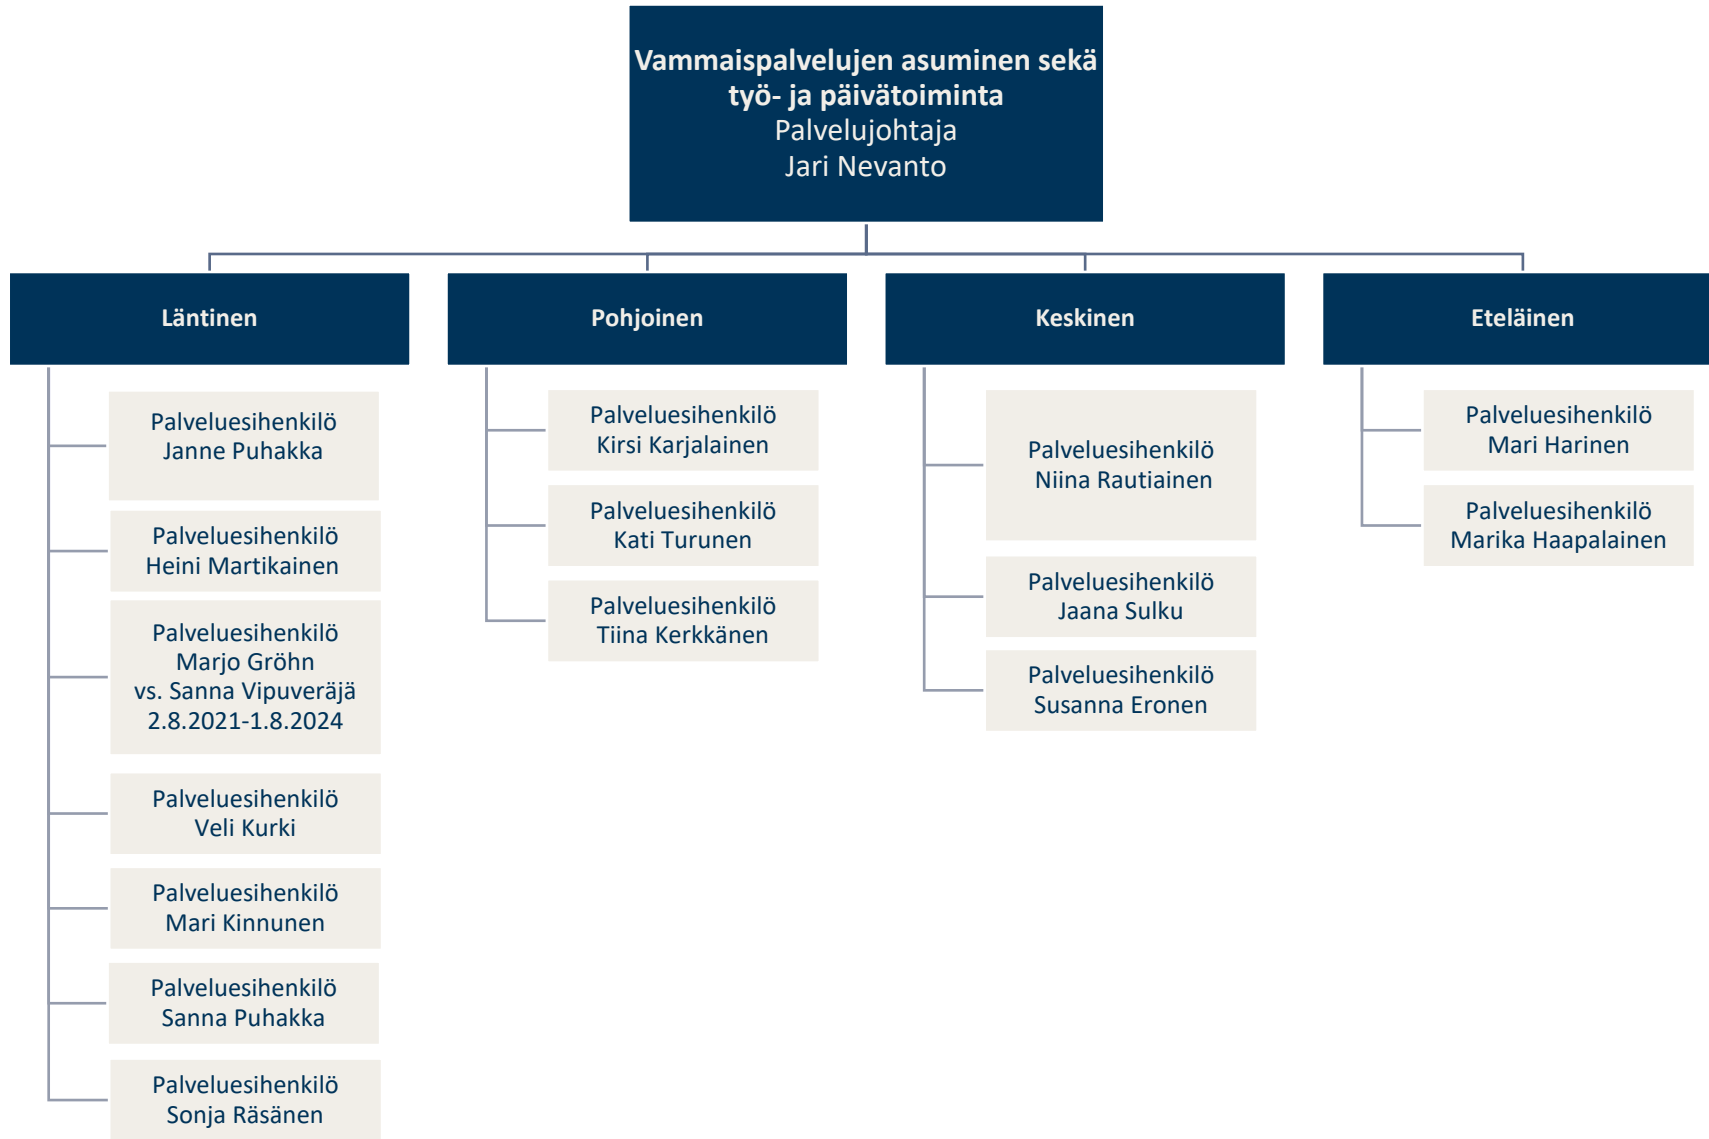 Vammaispalvelujen asuminen sekä
työ- ja päivätoiminta
Palvelujohtaja
Jari Nevanto
Läntinen
Palveluesihenkilö
Janne Puhakka
Palveluesihenkilö
Heini Martikainen
Palveluesihenkilö
Marjo Gröhn
vs. Sanna Vipuveräjä
2.8.2021-1.8.2024
Palveluesihenkilö
Veli Kurki
Palveluesihenkilö
Mari Kinnunen
Palveluesihenkilö
Sanna Puhakka
Palveluesihenkilö
Sonja Räsänen
Pohjoinen
Palveluesihenkilö
Kirsi Karjalainen
Palveluesihenkilö
Kati Turunen
Palveluesihenkilö
Tiina Kerkkänen
Keskinen
Palveluesihenkilö
Niina Rautiainen
Palveluesihenkilö
Jaana Sulku
Palveluesihenkilö
Susanna Eronen
Eteläinen
Palveluesihenkilö
Mari Harinen
Palveluesihenkilö
Marika Haapalainen